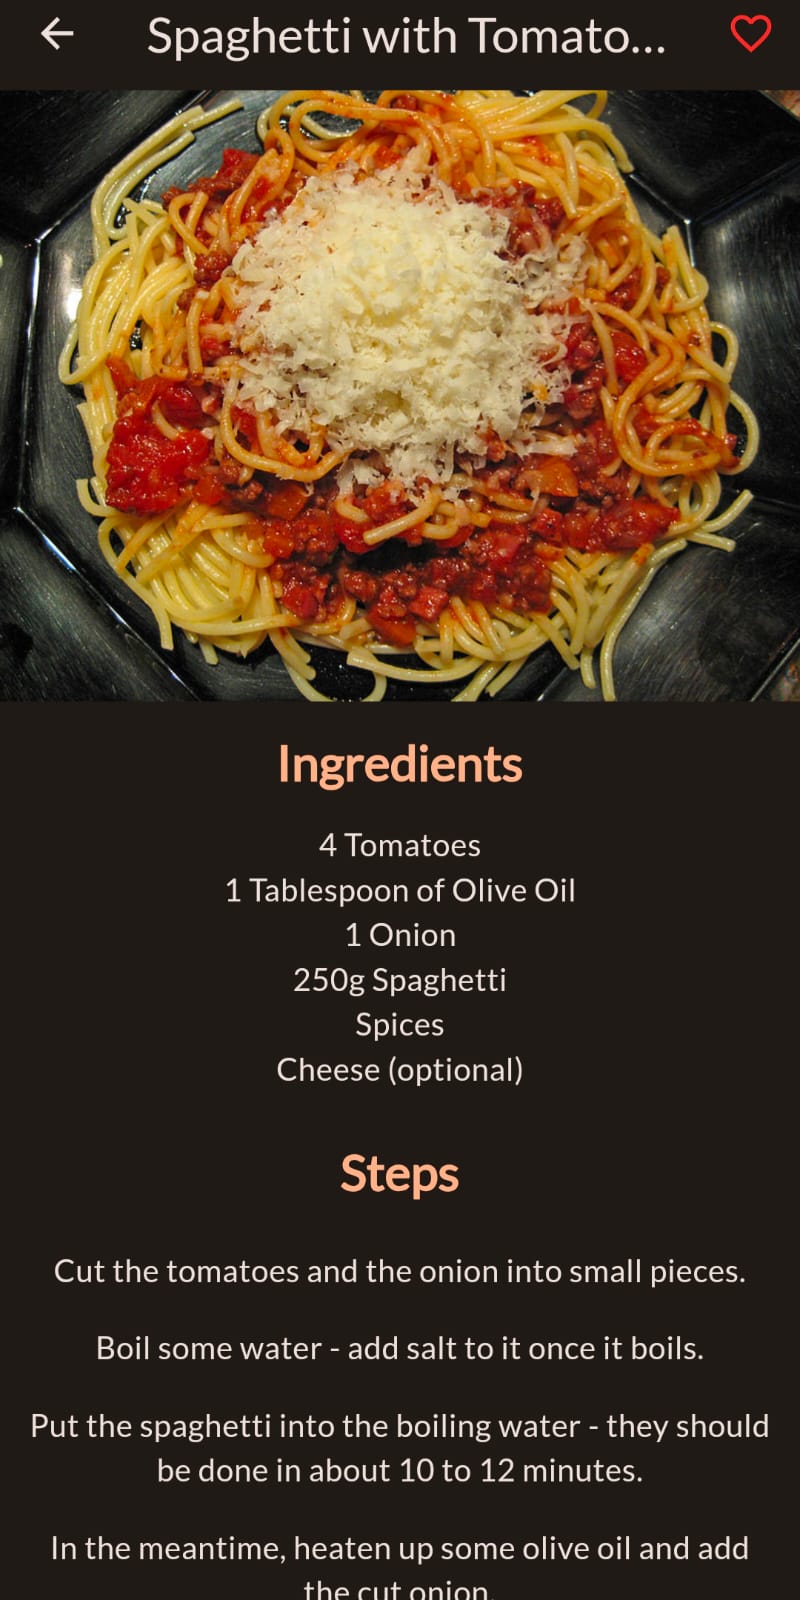 Spaghetti with Tomato...
Ingredients
4 Tomatoes
1 Tablespoon of Olive Oil
1 Onion
250g Spaghetti
Spices
Cheese (optional)
Steps
Cut the tomatoes and the onion into small pieces.
Boil some water - add salt to it once it boils.
Put the spaghetti into the boiling water - they should
be done in about 10 to 12 minutes.
In the meantime, heaten up some olive oil and add
the cut onion.